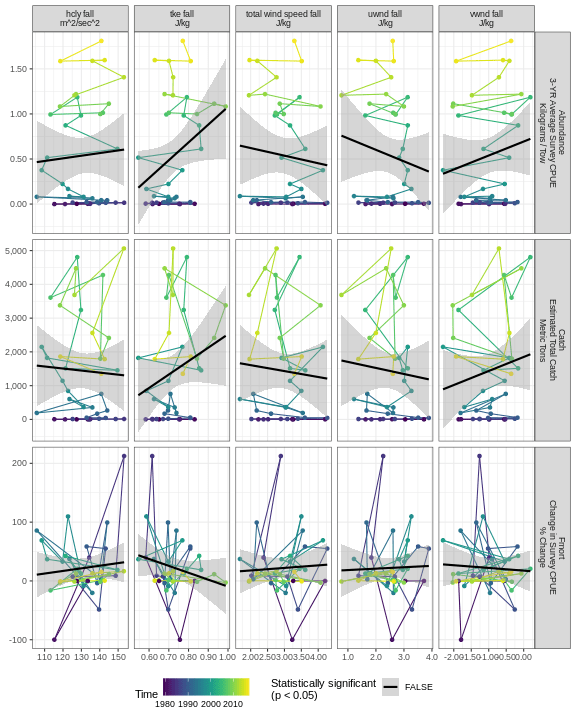 hcly fall
m^2/sec^2
tke fall
J/kg
total wind speed fall
J/kg
uwnd fall
J/kg
vwnd fall
J/kg
1.50
1.00
0.50
0.00
Abundance
3-YR Average Survey CPUE
Kilograms / Tow
5,000
4,000
3,000
2,000
1,000
0
Catch
Estimated Total Catch
Metric Tons
200
100
0
-100
Fmort
Change in Survey CPUE
% Change
110 120 130 140 150
0.60 0.70 0.80 0.90 1.00
2.00 2.50 3.00 3.50 4.00
1.0 2.0 3.0 4.0
-2.00 -1.50 -1.00 -0.50 0.00
Time
1980 1990 2000 2010
Statistically significant
(p < 0.05)
FALSE